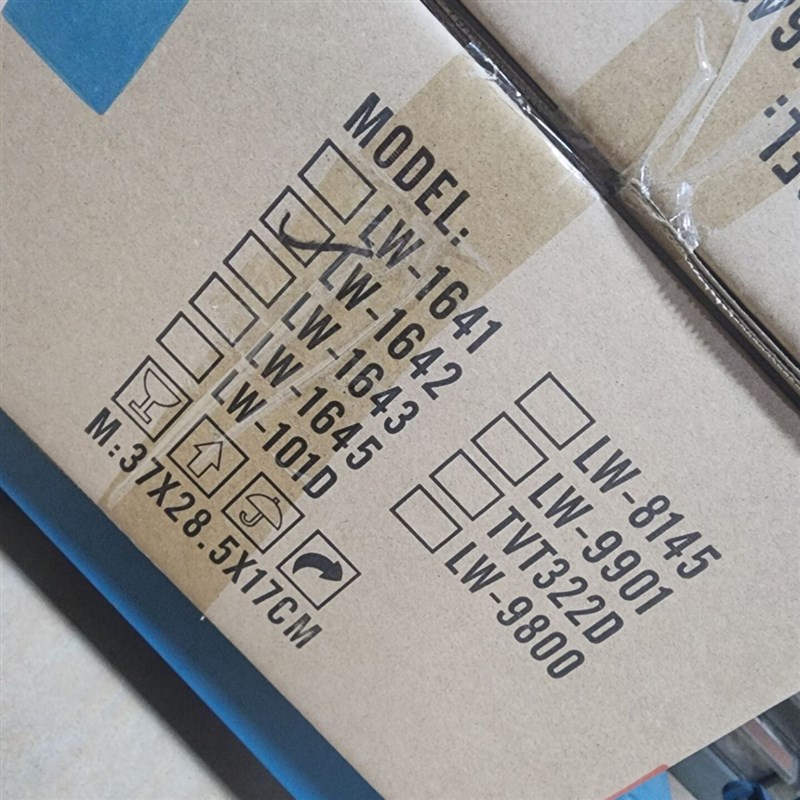 MODEL:
LW-1641
LW-1642
LW-1643
LW-1645
LW-101D
LW-8145
LW-9901
TVT322D
LW-9800
M:37X28.5X17CM